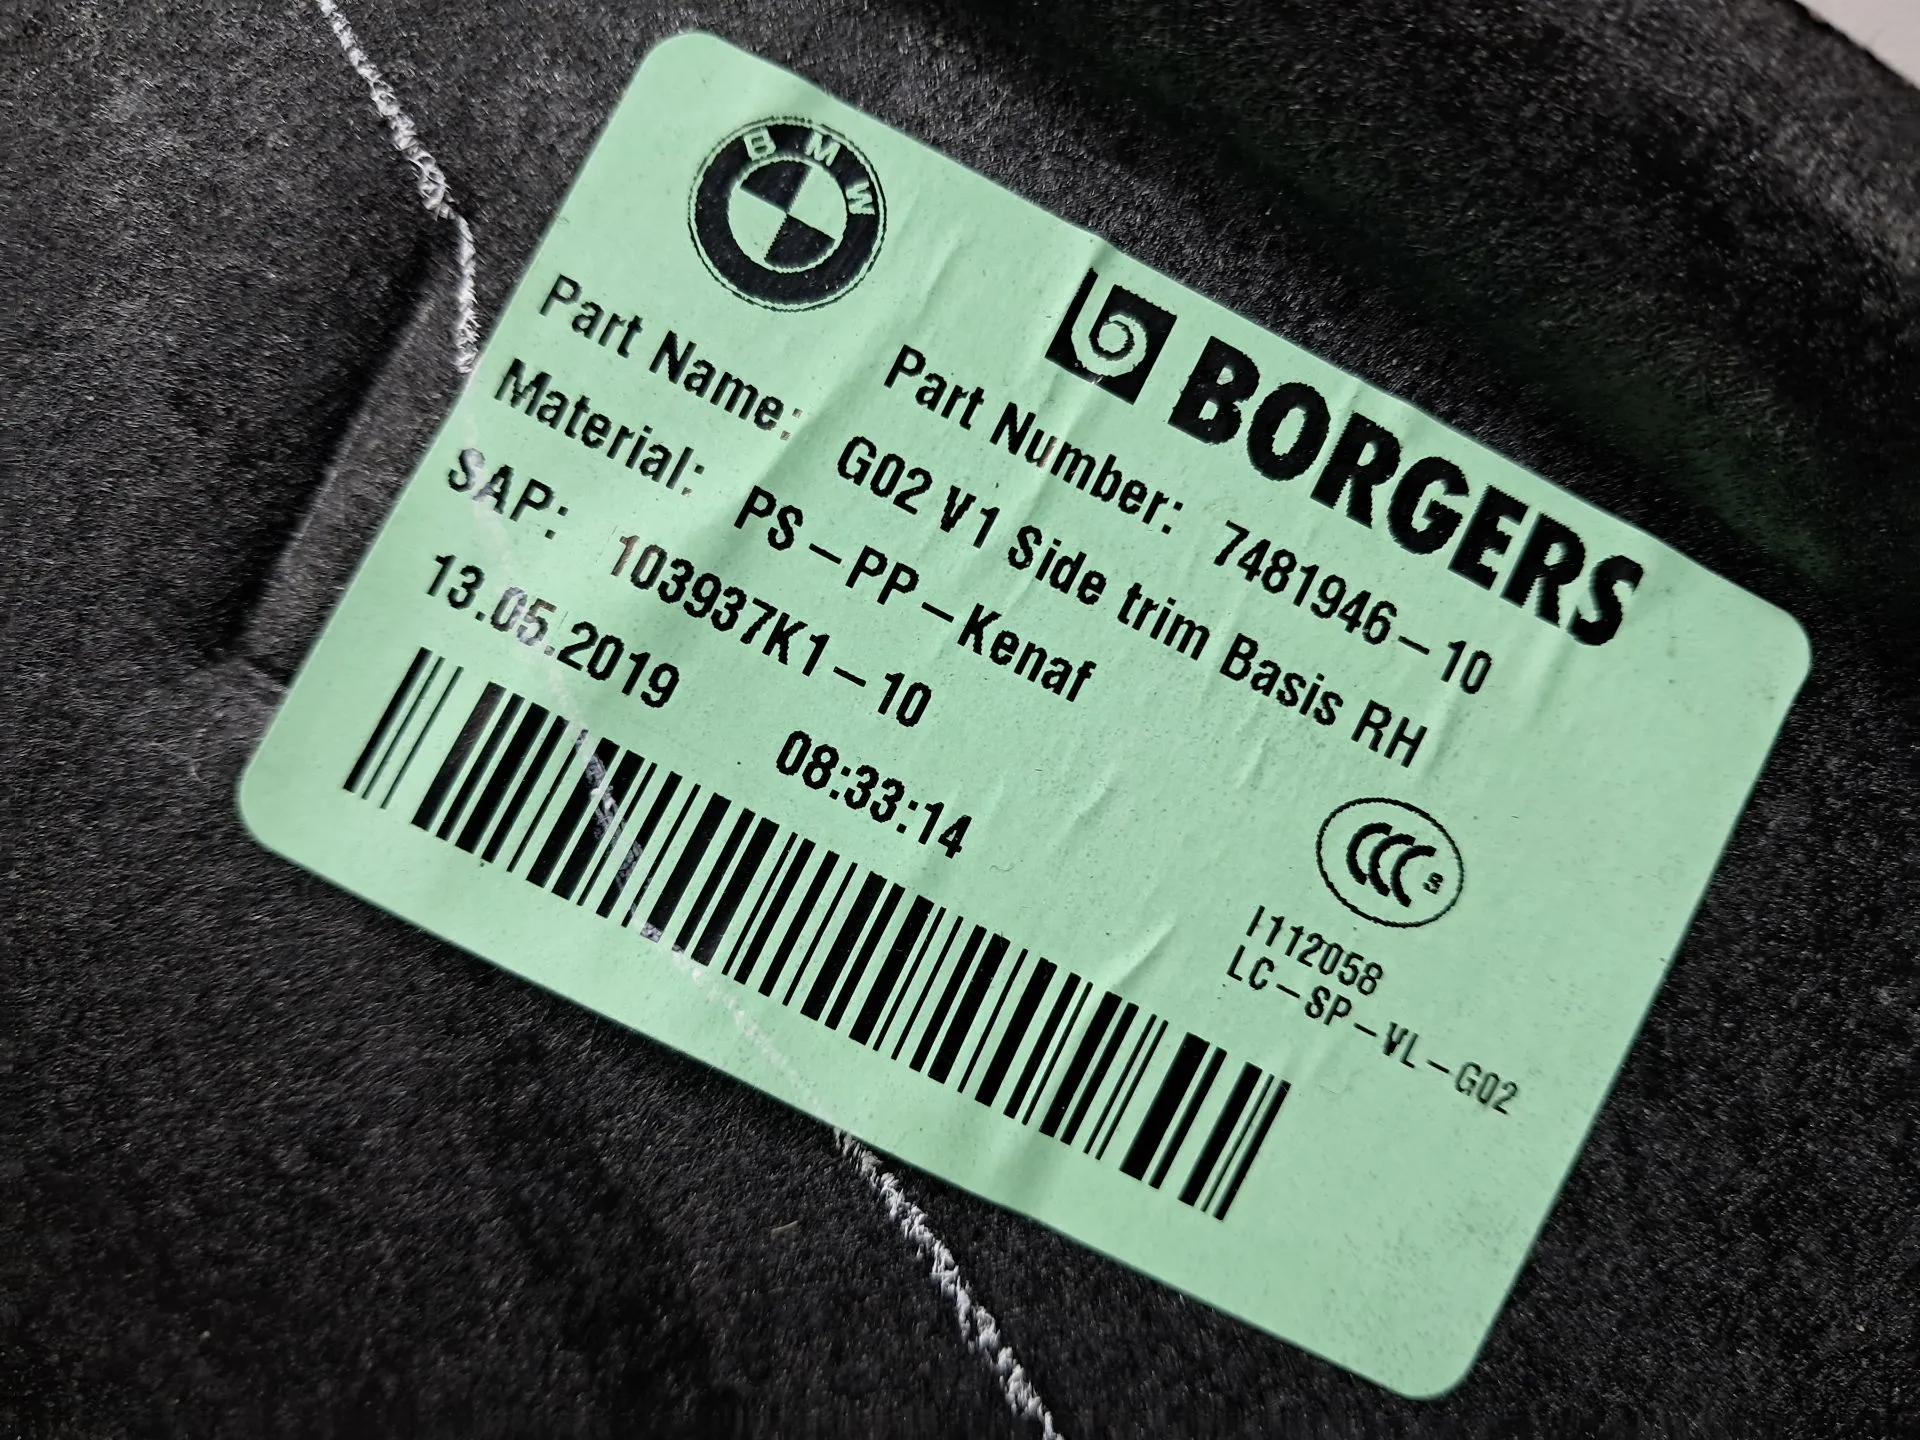 BMW
BORGERS
Part Number: 7481946-10
Part Name: G02 V1 Side trim Basis RH
Material: PS-PP-Kenaf
SAP: 103937K1-10
13.05.2019 08:33:14
CCC S
I112058
LC-SP-VL-G02